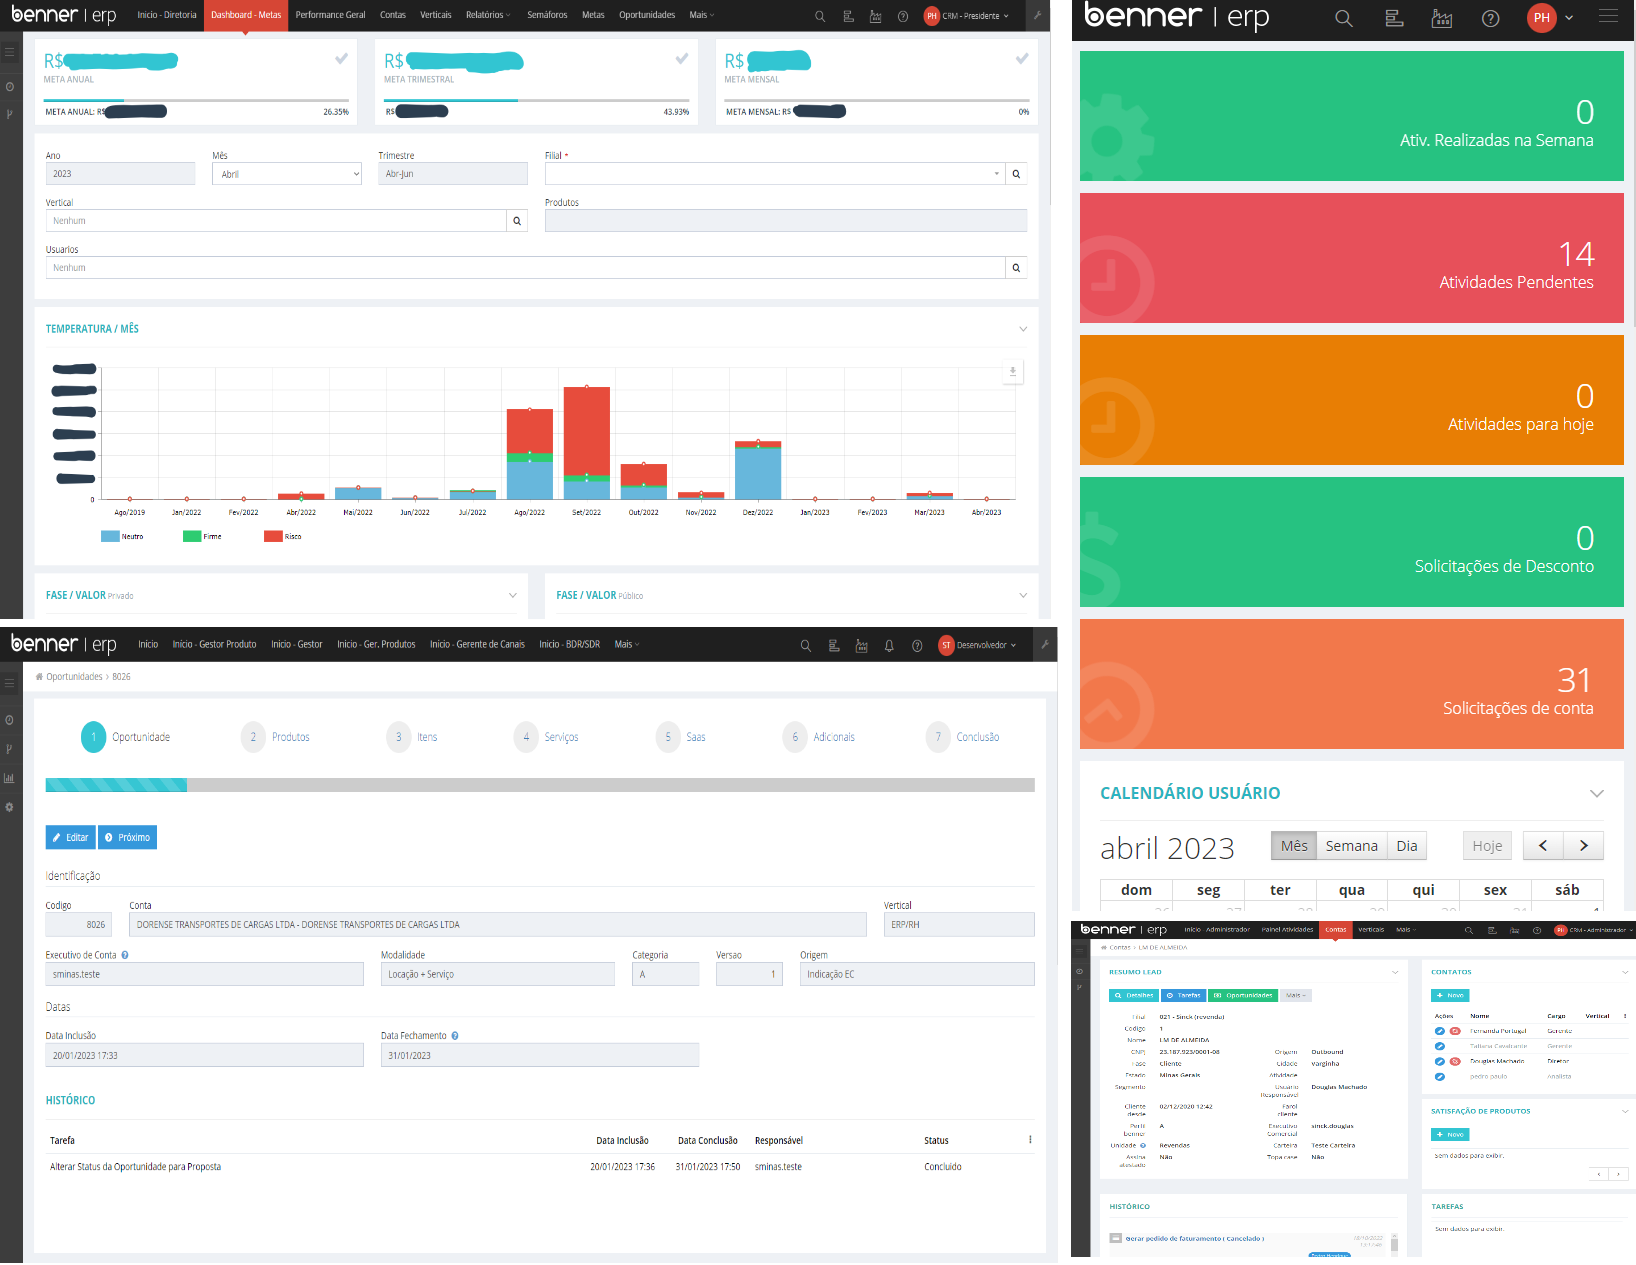 benner | erp
Inicio - Diretoria
Dashboard - Metas
Performance Geral
Contas
Verticais
Relatórios
Semáforos
Metas
Oportunidades
Mais
PH
CRM - Presidente
R$
META ANUAL
META ANUAL: R$
26.35%
R$
META TRIMESTRAL
R$
43.93%
R$
META MENSAL
META MENSAL: R$
0%
Ano
Mês
Trimestre
Filial *
2023
Abril
Abr-Jun
Vertical
Produtos
Nenhum
Usuarios
Nenhum
TEMPERATURA / MÊS
0
Ago/2019
Jan/2022
Fev/2022
Abr/2022
Mai/2022
Jun/2022
Jul/2022
Ago/2022
Set/2022
Out/2022
Nov/2022
Dez/2022
Jan/2023
Fev/2023
Mar/2023
Abr/2023
Neutro
Firme
Risco
FASE / VALOR Privado
FASE / VALOR Público
benner | erp
PH
0
Ativ. Realizadas na Semana
14
Atividades Pendentes
0
Atividades para hoje
0
Solicitações de Desconto
31
Solicitações de conta
CALENDÁRIO USUÁRIO
abril 2023
Mês
Semana
Dia
Hoje
dom
seg
ter
qua
qui
sex
sáb
benner | erp
Início
Início - Gestor Produto
Inicio - Gestor
Inicio - Ger. Produtos
Início - Gerente de Canais
Inicio - BDR/SDR
Mais
ST
Desenvolvedor
Oportunidades > 8026
1 Oportunidade
2 Produtos
3 Itens
4 Serviços
5 Saas
6 Adicionais
7 Conclusão
Editar
Próximo
Identificação
Codigo
Conta
Vertical
8026
DORENSE TRANSPORTES DE CARGAS LTDA - DORENSE TRANSPORTES DE CARGAS LTDA
ERP/RH
Executivo de Conta
Modalidade
Categoria
Versao
Origem
sminas.teste
Locação + Serviço
A
1
Indicação EC
Datas
Data Inclusão
Data Fechamento
20/01/2023 17:33
31/01/2023
HISTÓRICO
Tarefa
Data Inclusão
Data Conclusão
Responsável
Status
Alterar Status da Oportunidade para Proposta
20/01/2023 17:36
31/01/2023 17:50
sminas.teste
Concluído
benner | erp
Início - Administrador
Painel Atividades
Contas
Verticais
Mais
PH
CRM - Administrador
Contas > LM DE ALMEIDA
RESUMO LEAD
Detalhes
Tarefas
Oportunidades
Mais
Filial 021 - Sinck (revenda)
Codigo 1
Nome LM DE ALMEIDA
CNPJ 23.187.923/0001-08 Origem Outbound
Fase Cliente Cidade Varginha
Estado Minas Gerais Atividade
Segmento Usuário Responsável Douglas Machado
Cliente desde 02/12/2020 12:42 Farol cliente
Perfil benner A Executivo Comercial sinck.douglas
Unidade Revendas Carteira Teste Carteira
Assina atestado Não Topa case Não
HISTÓRICO
Gerar pedido de faturamento ( Cancelado )
CONTATOS
Novo
Ações Nome Cargo Vertical
Fernanda Portugal Gerente
Tatiana Cavalcante Gerente
Douglas Machado Diretor
pedro paulo Analista
SATISFAÇÃO DE PRODUTOS
Novo
Sem dados para exibir.
TAREFAS
Sem dados para exibir.